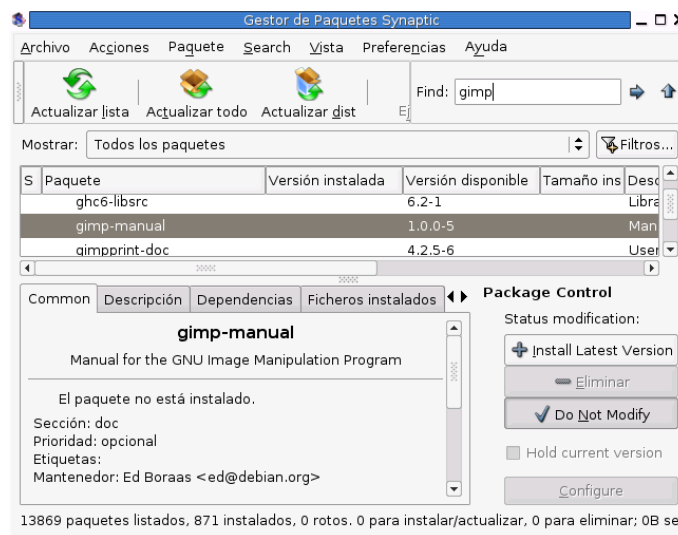 Gestor de Paquetes Synaptic
Archivo Acciones Paquete Search Vista Preferencias Ayuda
Actualizar lista Actualizar todo Actualizar dist
Find: gimp
Mostrar: Todos los paquetes Filtros...
S Paquete Versión instalada Versión disponible Tamaño ins Desc
ghc6-libsrc 6.2-1 Libra
gimp-manual 1.0.0-5 Man
gimpprint-doc 4.2.5-6 User
Common Descripción Dependencias Ficheros instalados
gimp-manual
Manual for the GNU Image Manipulation Program
El paquete no está instalado.
Sección: doc
Prioridad: opcional
Etiquetas:
Mantenedor: Ed Boraas <ed@debian.org>
Package Control
Status modification:
Install Latest Version
Eliminar
Do Not Modify
Hold current version
Configure
13869 paquetes listados, 871 instalados, 0 rotos. 0 para instalar/actualizar, 0 para eliminar; 0B se